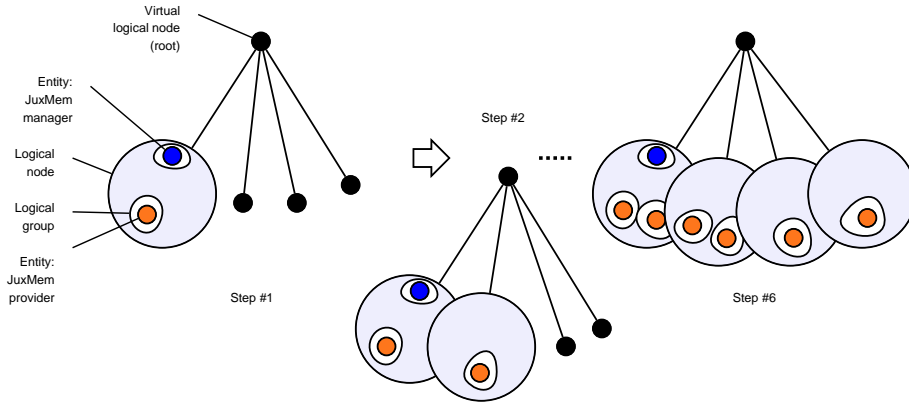 Virtual
logical node
(root)
Entity:
JuxMem
manager
Logical
node
Logical
group
Entity:
JuxMem
provider
Step #1
Step #2
Step #6